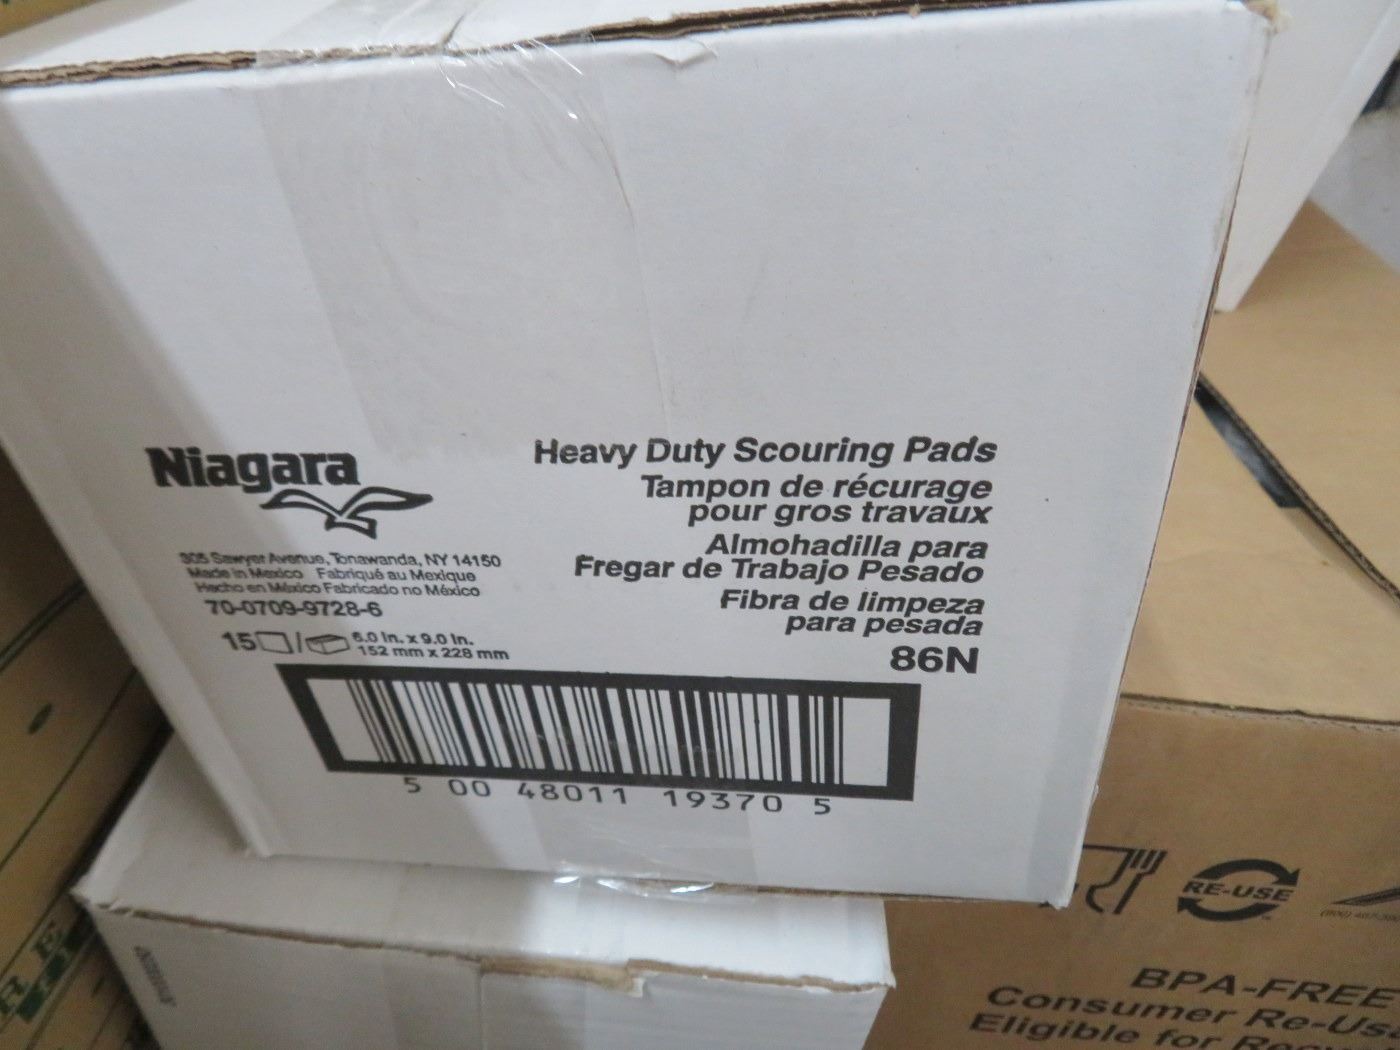 Niagara
305 Sawyer Avenue, Tonawanda, NY 14150
Made in Mexico Fabriqué au Mexique
Hecho en México Fabricado no México
70-0709-9728-6
15 / 6.0 In. x 9.0 In.
152 mm x 228 mm
Heavy Duty Scouring Pads
Tampon de récurage
pour gros travaux
Almohadilla para
Fregar de Trabajo Pesado
Fibra de limpeza
para pesada
86N
5 00 48011 19370 5
RE-USE
BPA-FREE
Consumer Re-Us
Eligible for